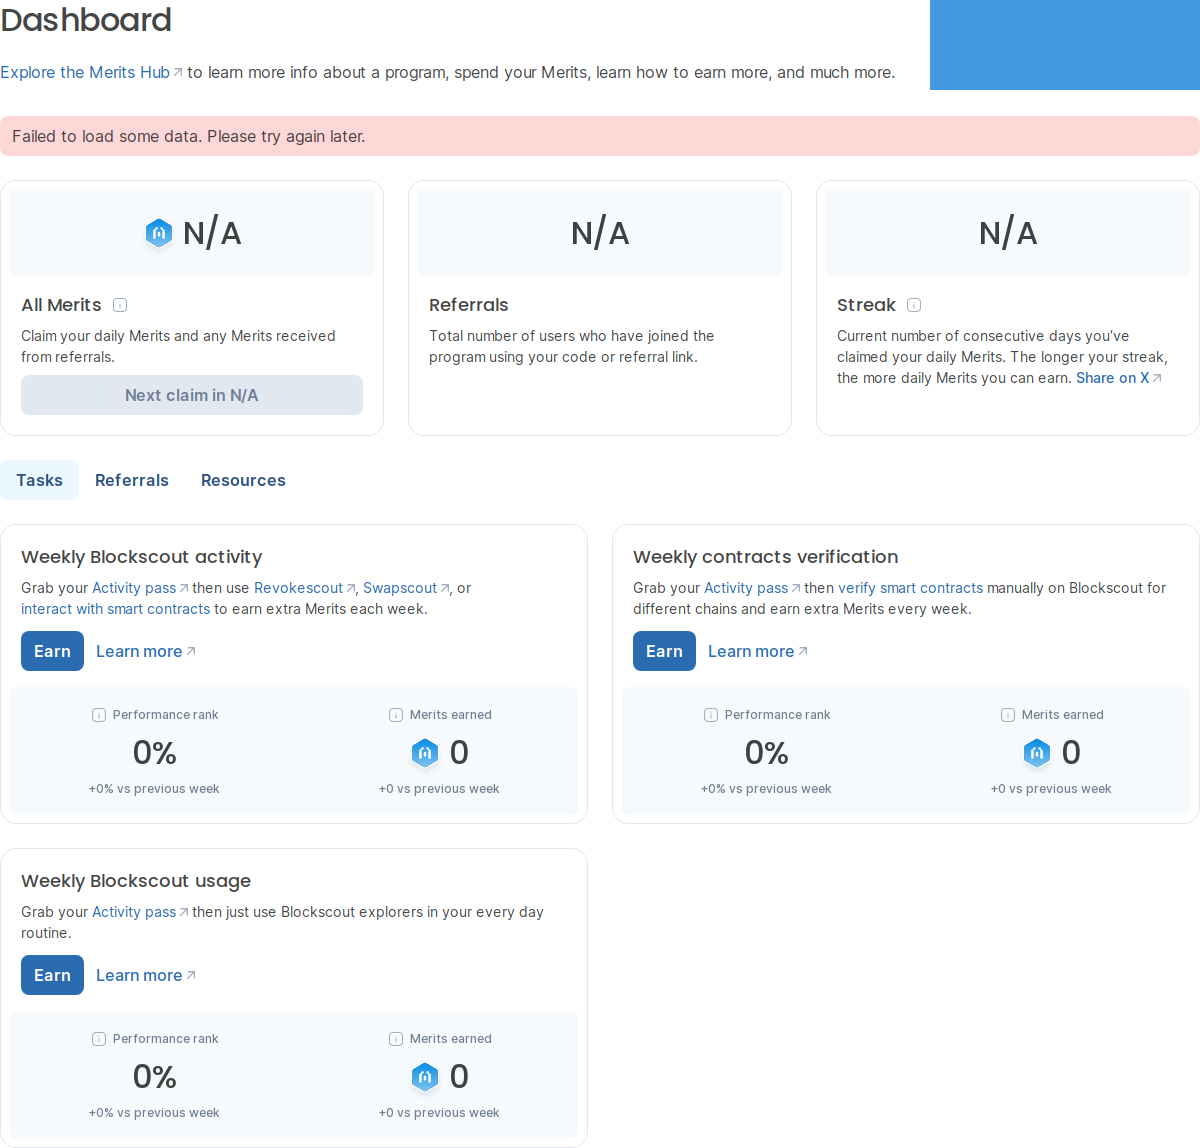 Dashboard
Explore the Merits Hub to learn more info about a program, spend your Merits, learn how to earn more, and much more.
Failed to load some data. Please try again later.
N/A
All Merits
Claim your daily Merits and any Merits received
from referrals.
Next claim in N/A
N/A
Referrals
Total number of users who have joined the
program using your code or referral link.
N/A
Streak
Current number of consecutive days you've
claimed your daily Merits. The longer your streak,
the more daily Merits you can earn. Share on X
Tasks Referrals Resources
Weekly Blockscout activity
Grab your Activity pass then use Revokescout, Swapscout, or
interact with smart contracts to earn extra Merits each week.
Earn Learn more
Performance rank
0%
+0% vs previous week
Merits earned
0
+0 vs previous week
Weekly contracts verification
Grab your Activity pass then verify smart contracts manually on Blockscout for
different chains and earn extra Merits every week.
Earn Learn more
Performance rank
0%
+0% vs previous week
Merits earned
0
+0 vs previous week
Weekly Blockscout usage
Grab your Activity pass then just use Blockscout explorers in your every day
routine.
Earn Learn more
Performance rank
0%
+0% vs previous week
Merits earned
0
+0 vs previous week